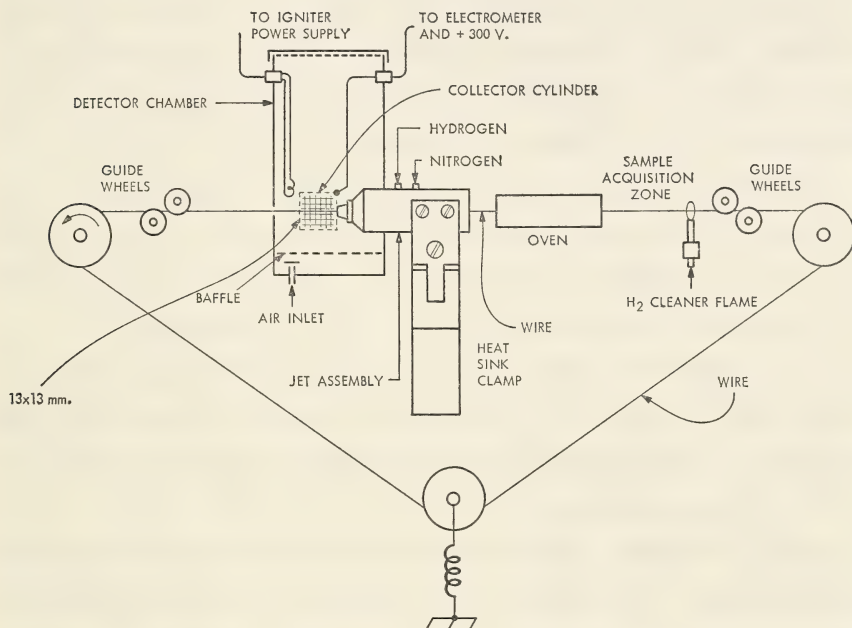 TO IGNITER
POWER SUPPLY
TO ELECTROMETER
AND + 300 V.
DETECTOR CHAMBER
COLLECTOR CYLINDER
HYDROGEN
NITROGEN
GUIDE
WHEELS
SAMPLE
ACQUISITION
ZONE
GUIDE
WHEELS
OVEN
BAFFLE
AIR INLET
H2 CLEANER FLAME
WIRE
JET ASSEMBLY
HEAT
SINK
CLAMP
WIRE
13x13 mm.